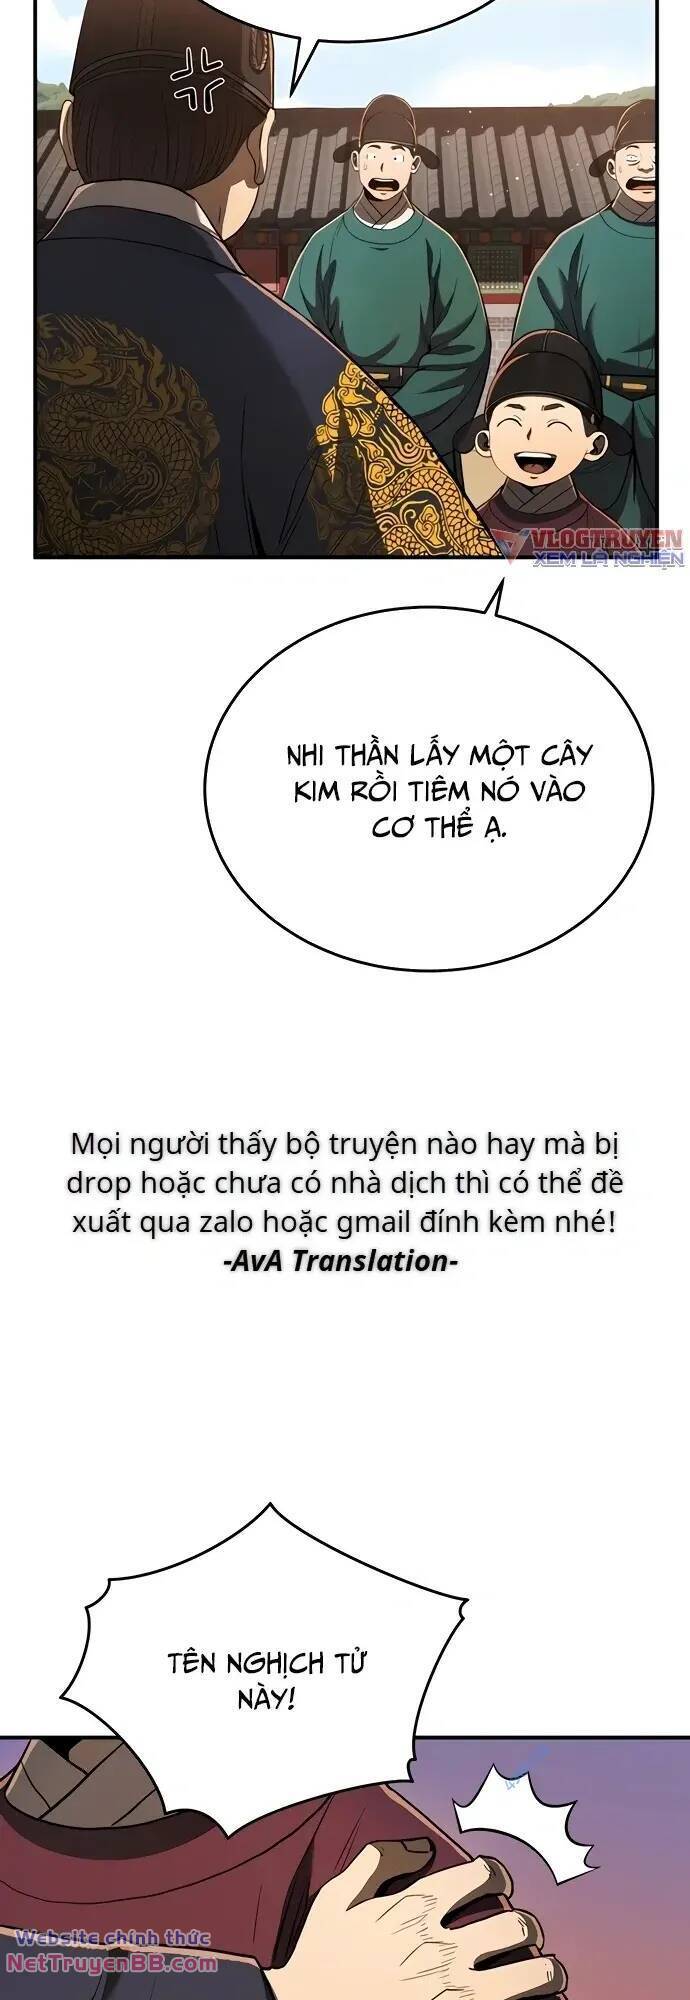 VLOGTRUYEN
XEM LÀ NGHIỆN
NHI THẦN LẤY MỘT CÂY
KIM RỒI TIÊM NÓ VÀO
CƠ THỂ Ạ.
Mọi người thấy bộ truyện nào hay mà bị
drop hoặc chưa có nhà dịch thì có thể đề
xuất qua zalo hoặc gmail đính kèm nhé!
-AvA Translation-
TÊN NGHỊCH TỬ
NÀY!
Website chính thức
NetTruyenBB.com